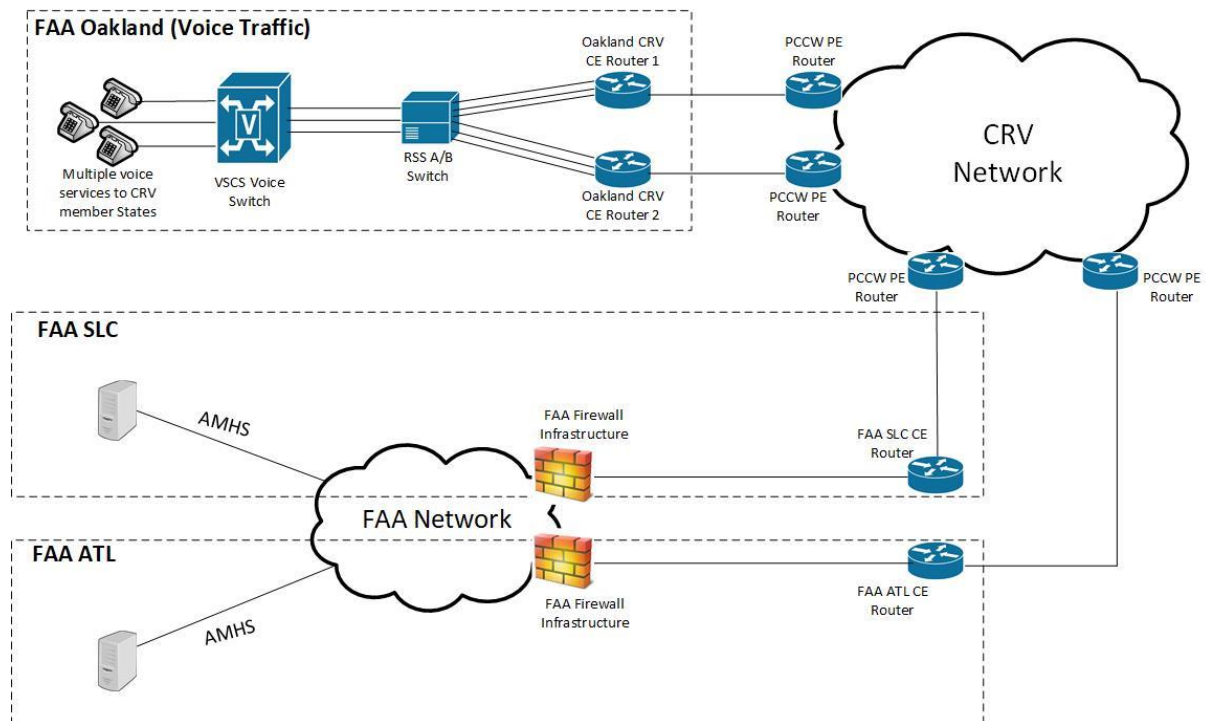 FAA Oakland (Voice Traffic)
Multiple voice
services to CRV
member States
V
VSCS Voice
Switch
RSS A/B
Switch
Oakland CRV
CE Router 1
Oakland CRV
CE Router 2
PCCW PE
Router
PCCW PE
Router
CRV
Network
PCCW PE
Router
PCCW PE
Router
FAA SLC
AMHS
FAA Firewall
Infrastructure
FAA SLC CE
Router
FAA Network
FAA ATL
AMHS
FAA Firewall
Infrastructure
FAA ATL CE
Router